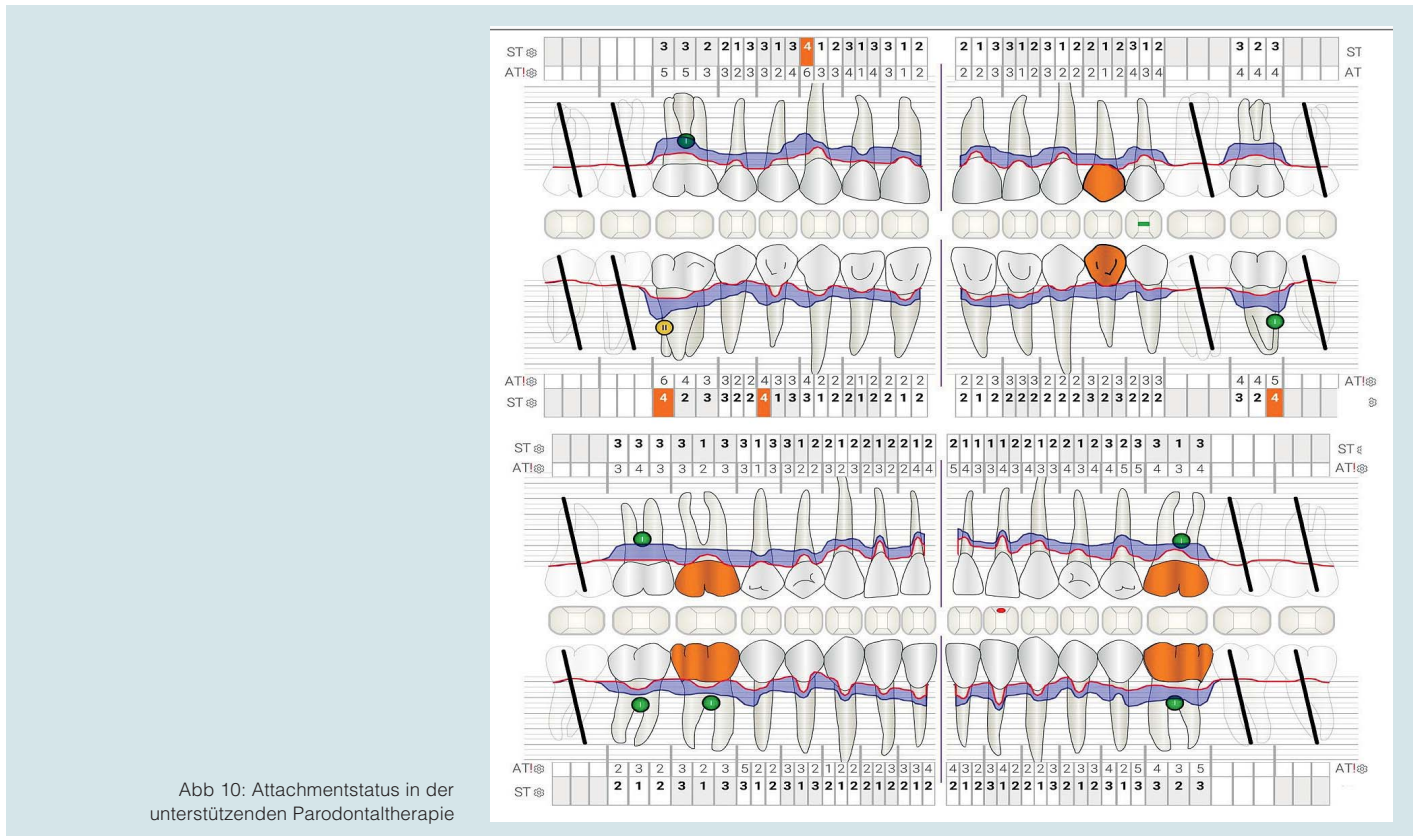 ST 3 3 2 2 1 3 3 1 3 4 1 2 3 1 3 3 1 2 2 1 3 3 1 2 3 1 2 2 1 2 3 1 2 3 2 3 ST
AT! 5 5 3 3 2 3 3 2 4 6 3 3 4 1 4 3 1 2 2 2 3 3 1 2 3 2 2 2 1 2 4 3 4 4 4 4 AT
I
II I
AT! 6 4 3 3 2 2 4 3 3 4 2 2 2 1 2 2 2 2 2 2 3 3 3 3 2 2 2 3 2 3 2 3 3 4 4 5 AT!
ST 4 2 3 3 2 2 4 1 3 3 1 2 2 1 2 2 1 2 2 1 2 2 2 2 2 2 2 3 2 3 2 2 2 3 2 4
ST 3 3 3 3 1 3 3 1 3 3 1 2 2 1 2 2 1 2 2 1 2 2 1 1 1 1 2 2 1 2 2 1 2 3 2 3 3 1 3 ST
AT! 3 4 3 3 2 3 3 1 3 3 2 2 3 2 3 2 3 2 2 4 4 5 4 3 3 4 3 4 3 3 4 3 4 4 5 5 4 3 4 AT!
I I
I I I
AT! 2 3 2 3 2 3 5 2 2 3 3 2 1 2 2 2 2 3 3 3 4 4 3 2 3 4 2 2 2 3 2 3 3 4 2 5 4 3 5 AT!
ST 2 1 2 3 1 3 3 1 2 3 1 3 2 1 2 2 1 2 2 1 2 2 1 2 3 1 2 2 1 2 3 1 2 3 1 3 3 2 3
Abb 10: Attachmentstatus in der
unterstützenden Parodontaltherapie